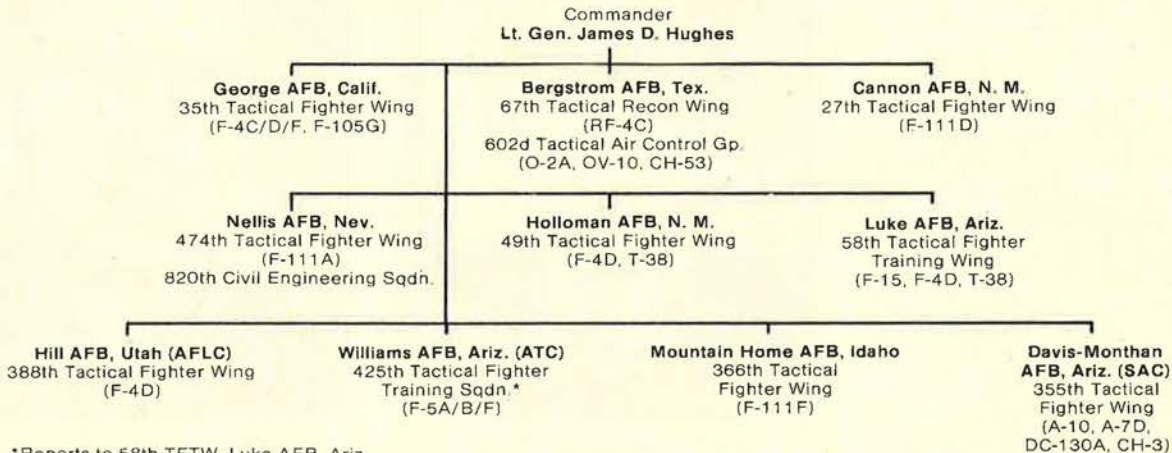 Commander
Lt. Gen. James D. Hughes
George AFB, Calif.
35th Tactical Fighter Wing
(F-4C/D/F, F-105G)
Bergstrom AFB, Tex.
67th Tactical Recon Wing
(RF-4C)
602d Tactical Air Control Gp.
(O-2A, OV-10, CH-53)
Cannon AFB, N. M.
27th Tactical Fighter Wing
(F-111D)
Nellis AFB, Nev.
474th Tactical Fighter Wing
(F-111A)
820th Civil Engineering Sqdn.
Holloman AFB, N. M.
49th Tactical Fighter Wing
(F-4D, T-38)
Luke AFB, Ariz.
58th Tactical Fighter
Training Wing
(F-15, F-4D, T-38)
Hill AFB, Utah (AFLC)
388th Tactical Fighter Wing
(F-4D)
Williams AFB, Ariz. (ATC)
425th Tactical Fighter
Training Sqdn.*
(F-5A/B/F)
Mountain Home AFB, Idaho
366th Tactical
Fighter Wing
(F-111F)
Davis-Monthan
AFB, Ariz. (SAC)
355th Tactical
Fighter Wing
(A-10, A-7D,
DC-130A, CH-3)
*Reports to 58th TFTW, Luke AFB, Ariz.